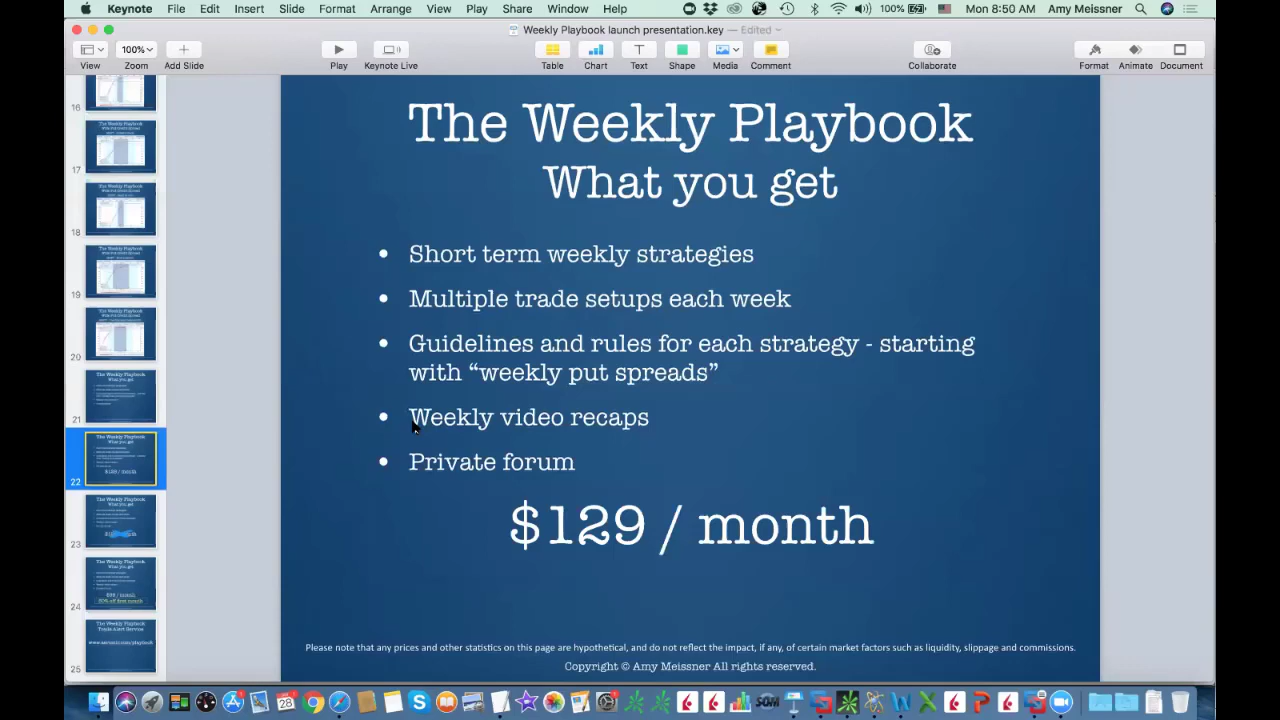 Keynote File Edit Insert Slide Format Arrange View Play Share Window Help 100% Mon 8:50 AM Amy Meissner
Weekly Playbook launch presentation.key — Edited
100%
View Zoom Add Slide Play Keynote Live Table Chart Text Shape Media Comment Collaborate Format Animate Document
16
17
18
19
20
21
22
23
24
25
The Weekly Playbook
What you get
• Short term weekly strategies
• Multiple trade setups each week
• Guidelines and rules for each strategy - starting
with “weekly put spreads”
• Weekly video recaps
• Private forum
$129 / month
Please note that any prices and other statistics on this page are hypothetical, and do not reflect the impact, if any, of certain market factors such as liquidity, slippage and commissions.
Copyright © Amy Meissner All rights reserved.